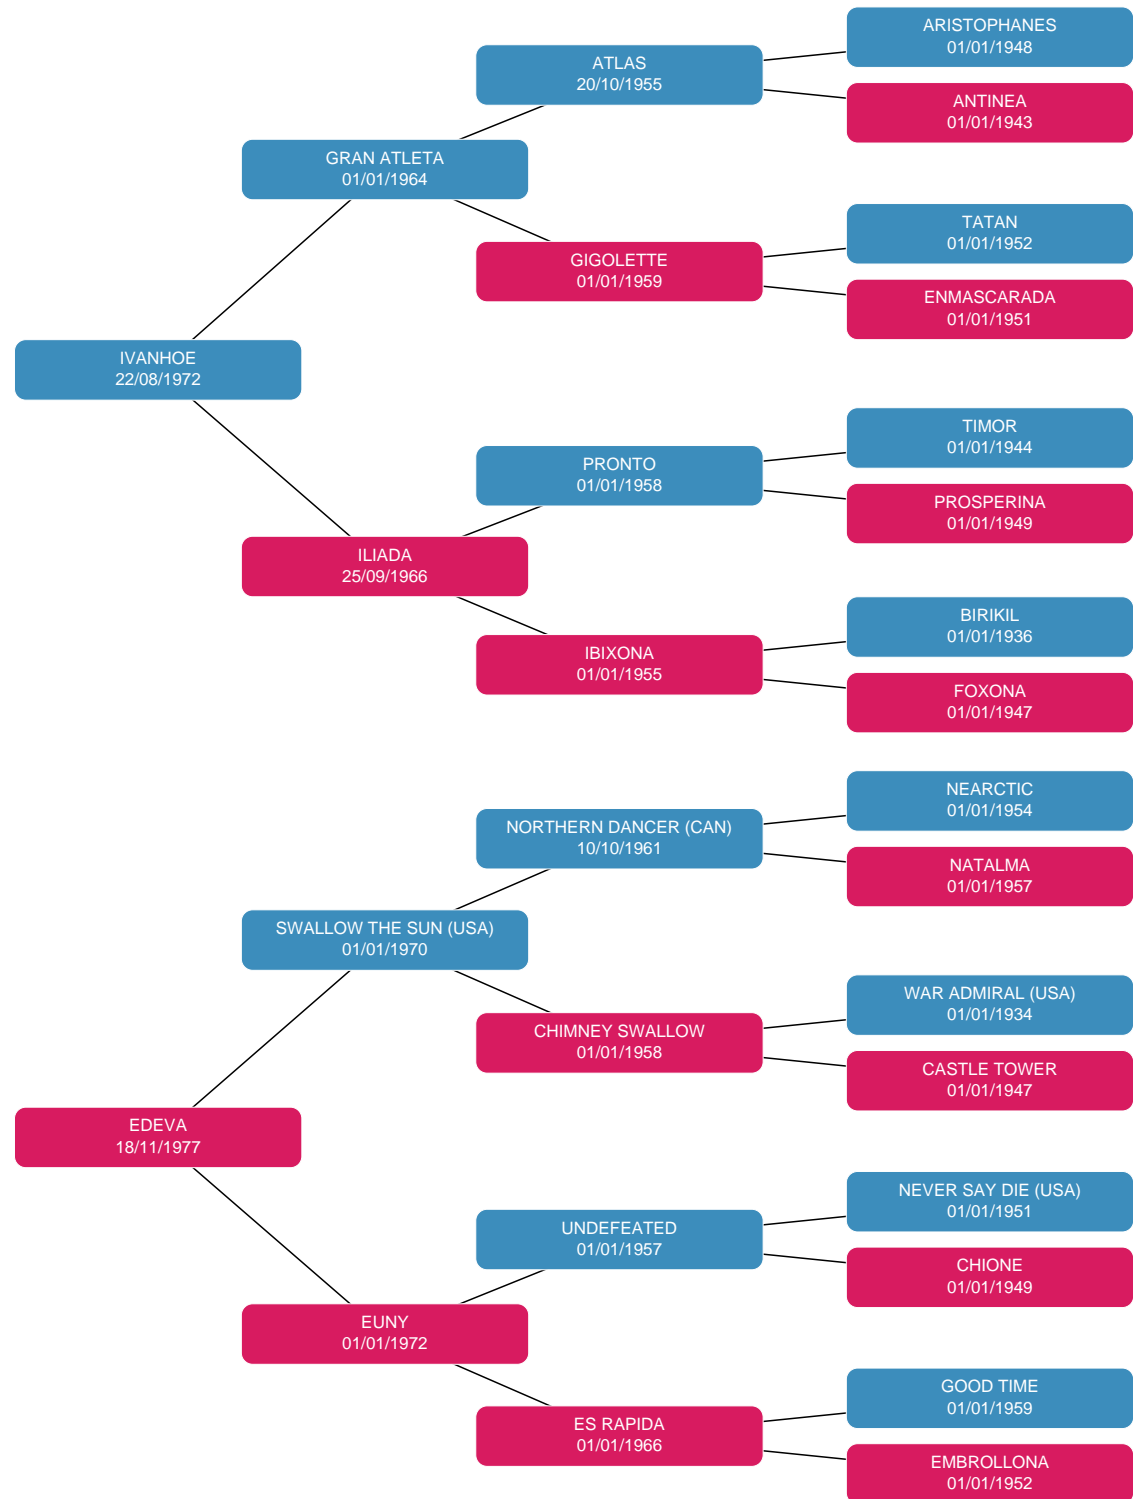 ARISTOPHANES
01/01/1948
ATLAS
20/10/1955
ANTINEA
01/01/1943
GRAN ATLETA
01/01/1964
TATAN
01/01/1952
GIGOLETTE
01/01/1959
ENMASCARADA
01/01/1951
IVANHOE
22/08/1972
TIMOR
01/01/1944
PRONTO
01/01/1958
PROSPERINA
01/01/1949
ILIADA
25/09/1966
BIRIKIL
01/01/1936
IBIXONA
01/01/1955
FOXONA
01/01/1947
NEARCTIC
01/01/1954
NORTHERN DANCER (CAN)
10/10/1961
NATALMA
01/01/1957
SWALLOW THE SUN (USA)
01/01/1970
WAR ADMIRAL (USA)
01/01/1934
CHIMNEY SWALLOW
01/01/1958
CASTLE TOWER
01/01/1947
EDEVA
18/11/1977
NEVER SAY DIE (USA)
01/01/1951
UNDEFEATED
01/01/1957
CHIONE
01/01/1949
EUNY
01/01/1972
GOOD TIME
01/01/1959
ES RAPIDA
01/01/1966
EMBROLLONA
01/01/1952